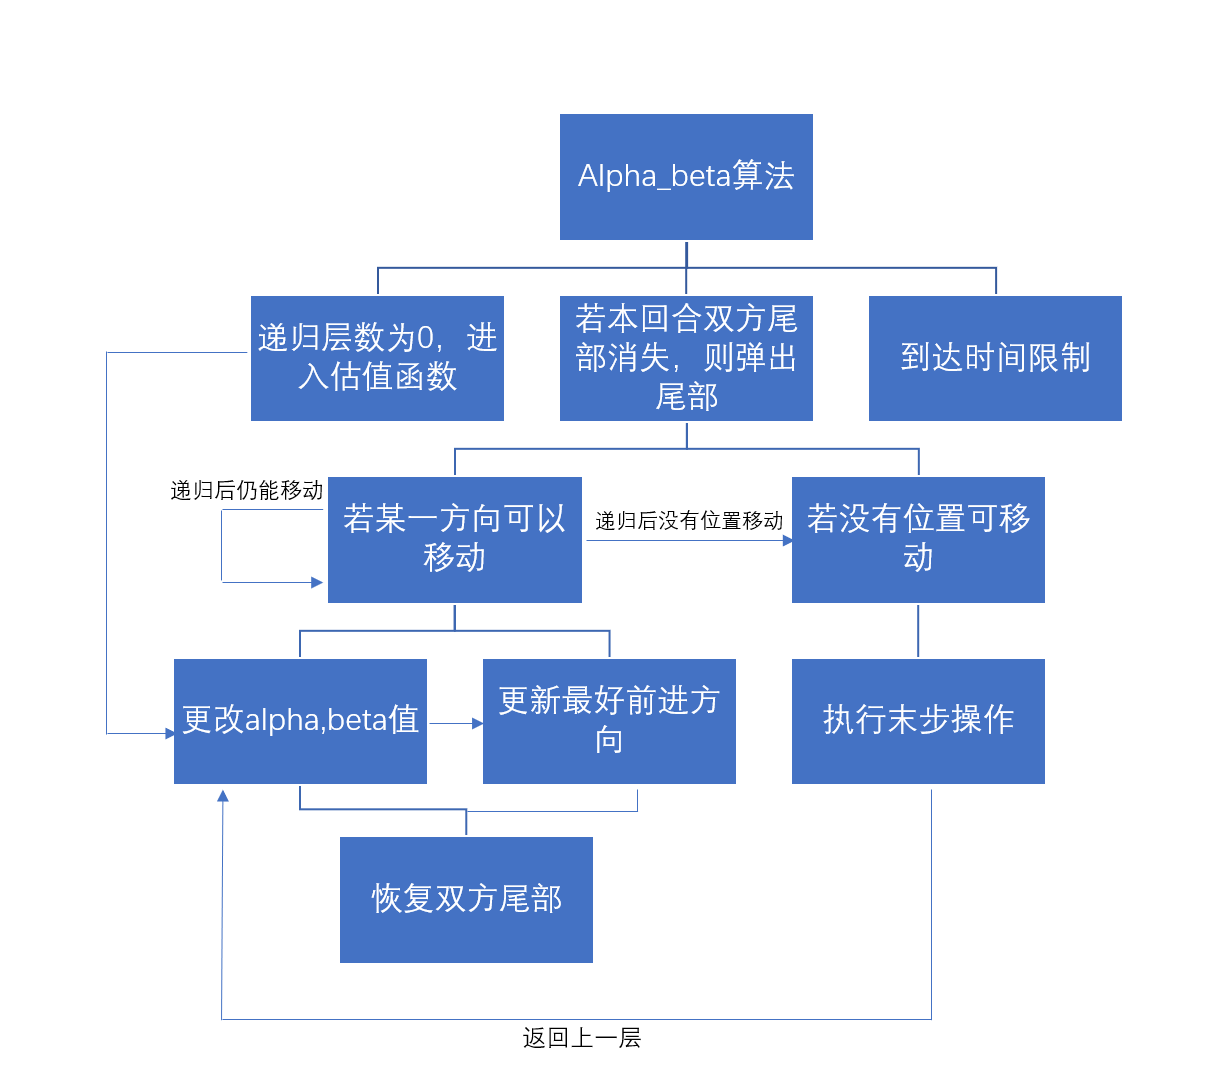 Alpha_beta算法
递归层数为0，进
入估值函数
若本回合双方尾
部消失，则弹出
尾部
到达时间限制
递归后仍能移动
若某一方向可以
移动
递归后没有位置移动
若没有位置可移
动
更改alpha,beta值
更新最好前进方
向
执行末步操作
恢复双方尾部
返回上一层